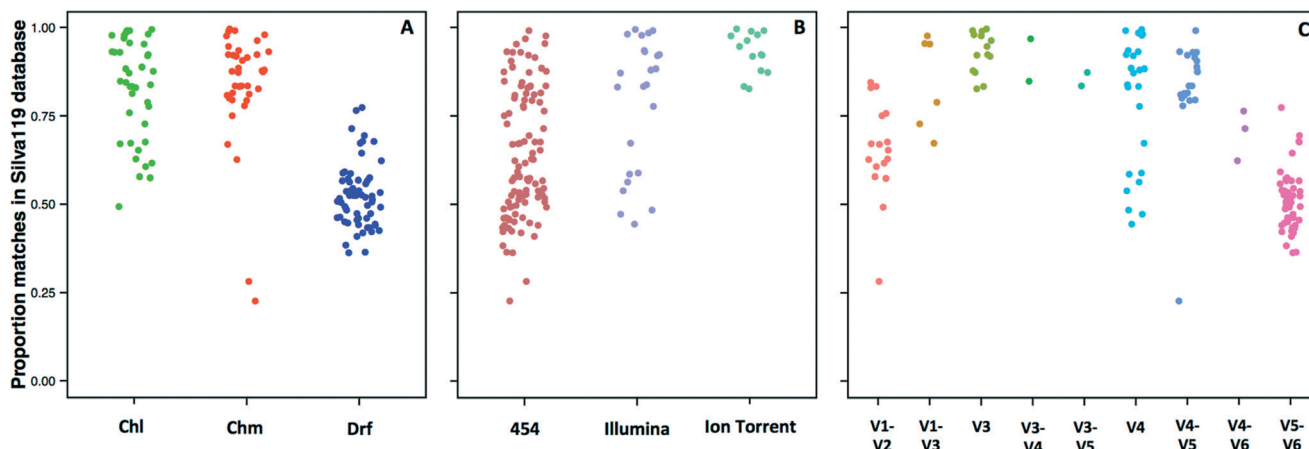 Proportion matches in Silva119 database
1.00
0.75
0.50
0.25
0.00
A
Chl Chm Drf
B
454 Illumina Ion Torrent
C
V1-V2 V1-V3 V3 V3-V4 V3-V5 V4 V4-V5 V4-V6 V5-V6